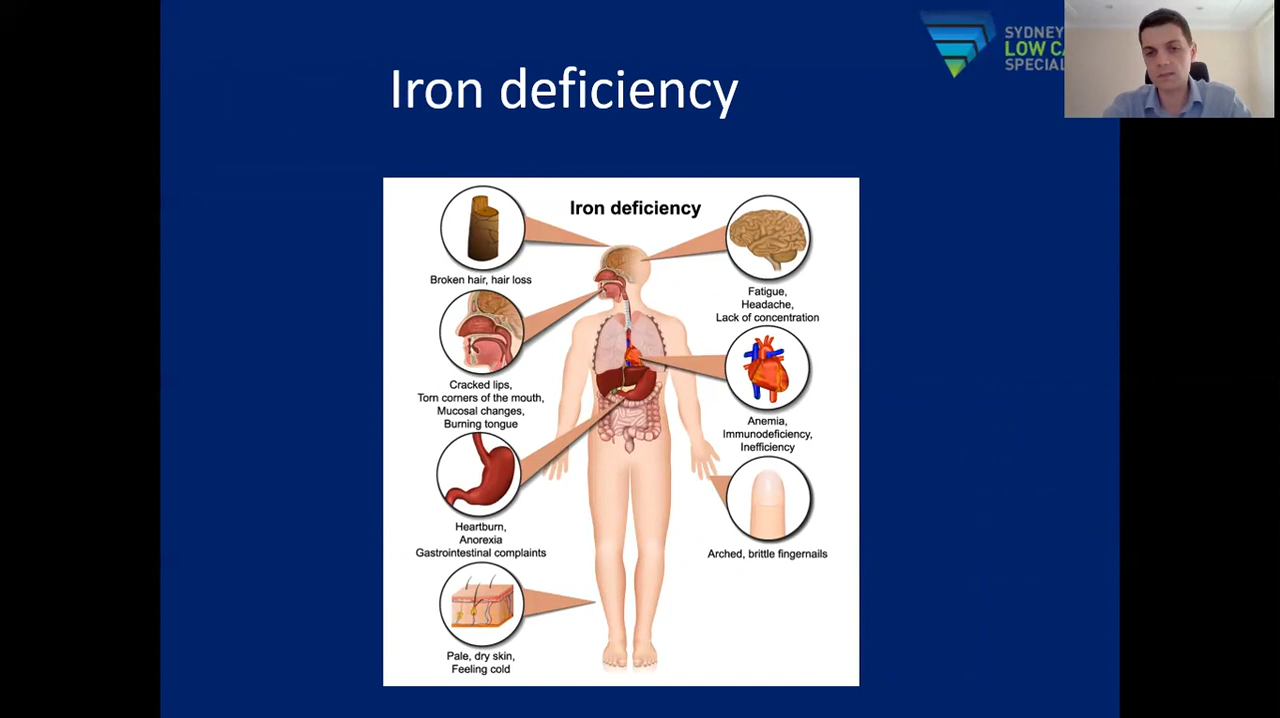 Iron deficiency
SYDNEY
LOW
SPECIAL
Iron deficiency
Broken hair, hair loss
Cracked lips,
Torn corners of the mouth,
Mucosal changes,
Burning tongue
Heartburn,
Anorexia
Gastrointestinal complaints
Pale, dry skin,
Feeling cold
Fatigue,
Headache,
Lack of concentration
Anemia,
Immunodeficiency,
Inefficiency
Arched, brittle fingernails